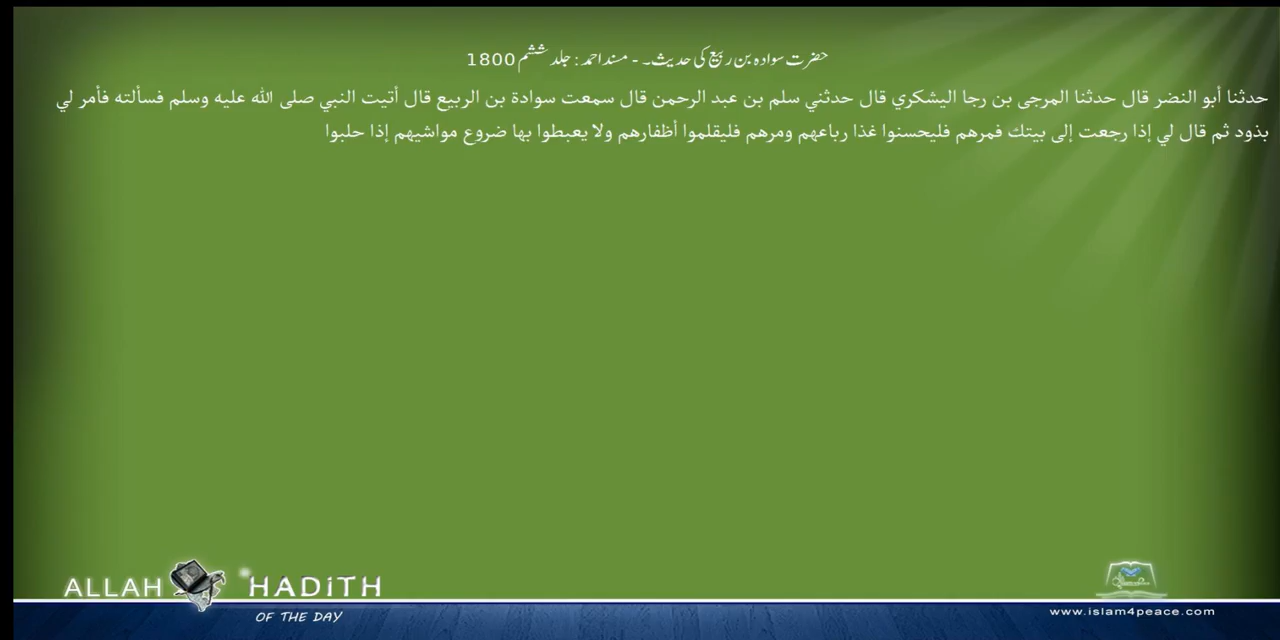 حضرت سوادہ بن ربیع کی حدیث۔ - مسند احمد : جلد ششم 1800
حدثنا أبو النضر قال حدثنا المرجى بن رجا اليشكري قال حدثني سلم بن عبد الرحمن قال سمعت سوادة بن الربيع قال أتيت النبي صلى الله عليه وسلم فسألته فأمر لي
بذود ثم قال لي إذا رجعت إلى بيتك فمرهم فليحسنوا غذا رباعهم ومرهم فليقلموا أظفارهم ولا يعبطوا بها ضروع مواشيهم إذا حلبوا
ALLAH HADITH
OF THE DAY
www.islam4peace.com